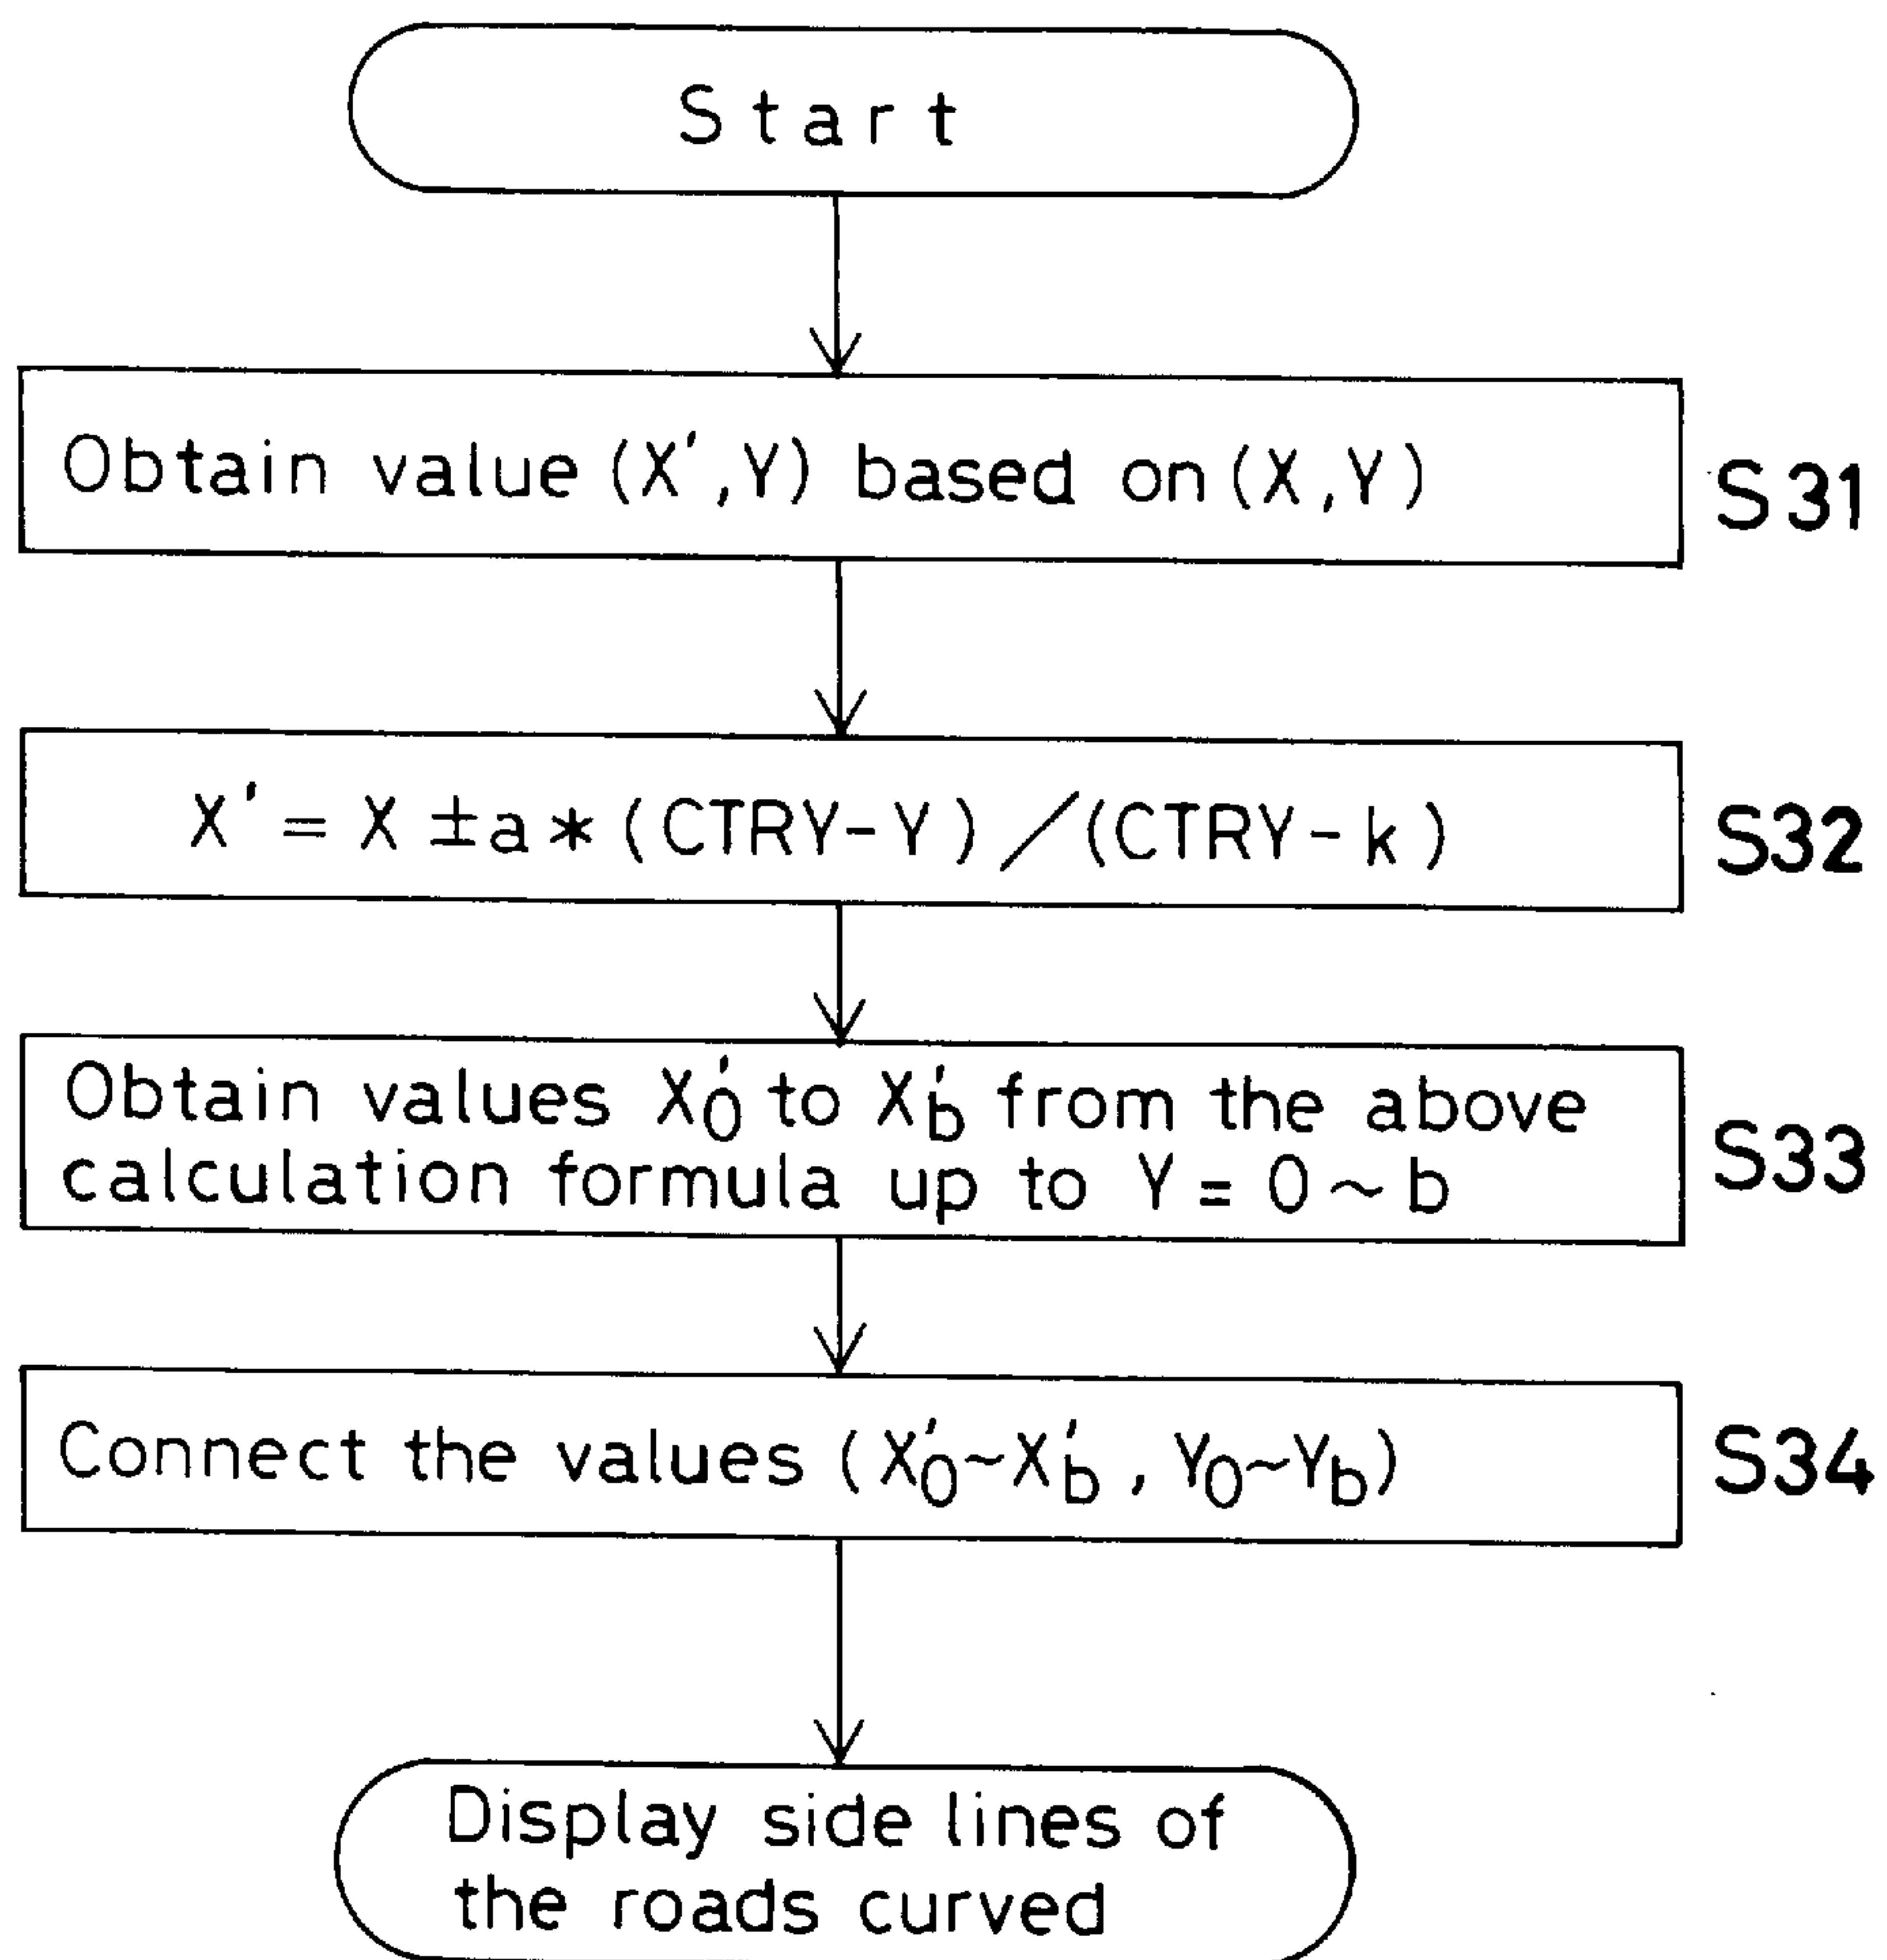 Start
Obtain value (X′,Y) based on (X,Y)
S31
X′ = X ±a * (CTRY-Y) / (CTRY-k)
S32
Obtain values X′0 to X′b from the above
calculation formula up to Y = 0 ~ b
S33
Connect the values (X′0~X′b, Y0~Yb)
S34
Display side lines of
the roads curved